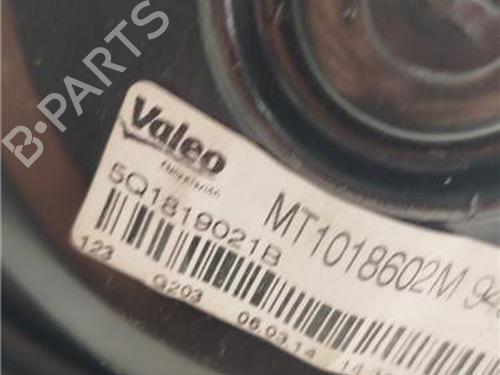 B-PARTS
Valeo
5Q1819021B
MT1018602M
123 G203 06.03.14